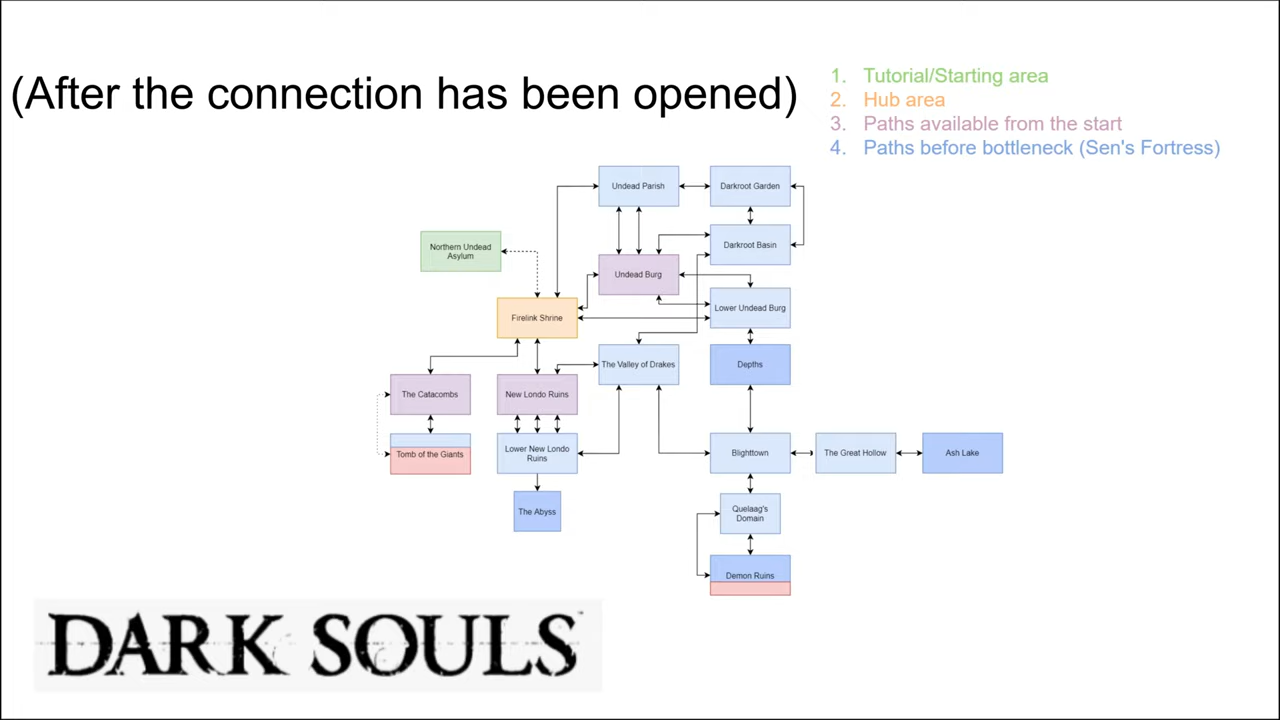 (After the connection has been opened)
1. Tutorial/Starting area
2. Hub area
3. Paths available from the start
4. Paths before bottleneck (Sen's Fortress)
Undead Parish
Darkroot Garden
Northern Undead
Asylum
Darkroot Basin
Undead Burg
Firelink Shrine
Lower Undead Burg
The Valley of Drakes
Depths
The Catacombs
New Londo Ruins
Tomb of the Giants
Lower New Londo
Ruins
Blighttown
The Great Hollow
Ash Lake
The Abyss
Quelaag's
Domain
Demon Ruins
DARK SOULS